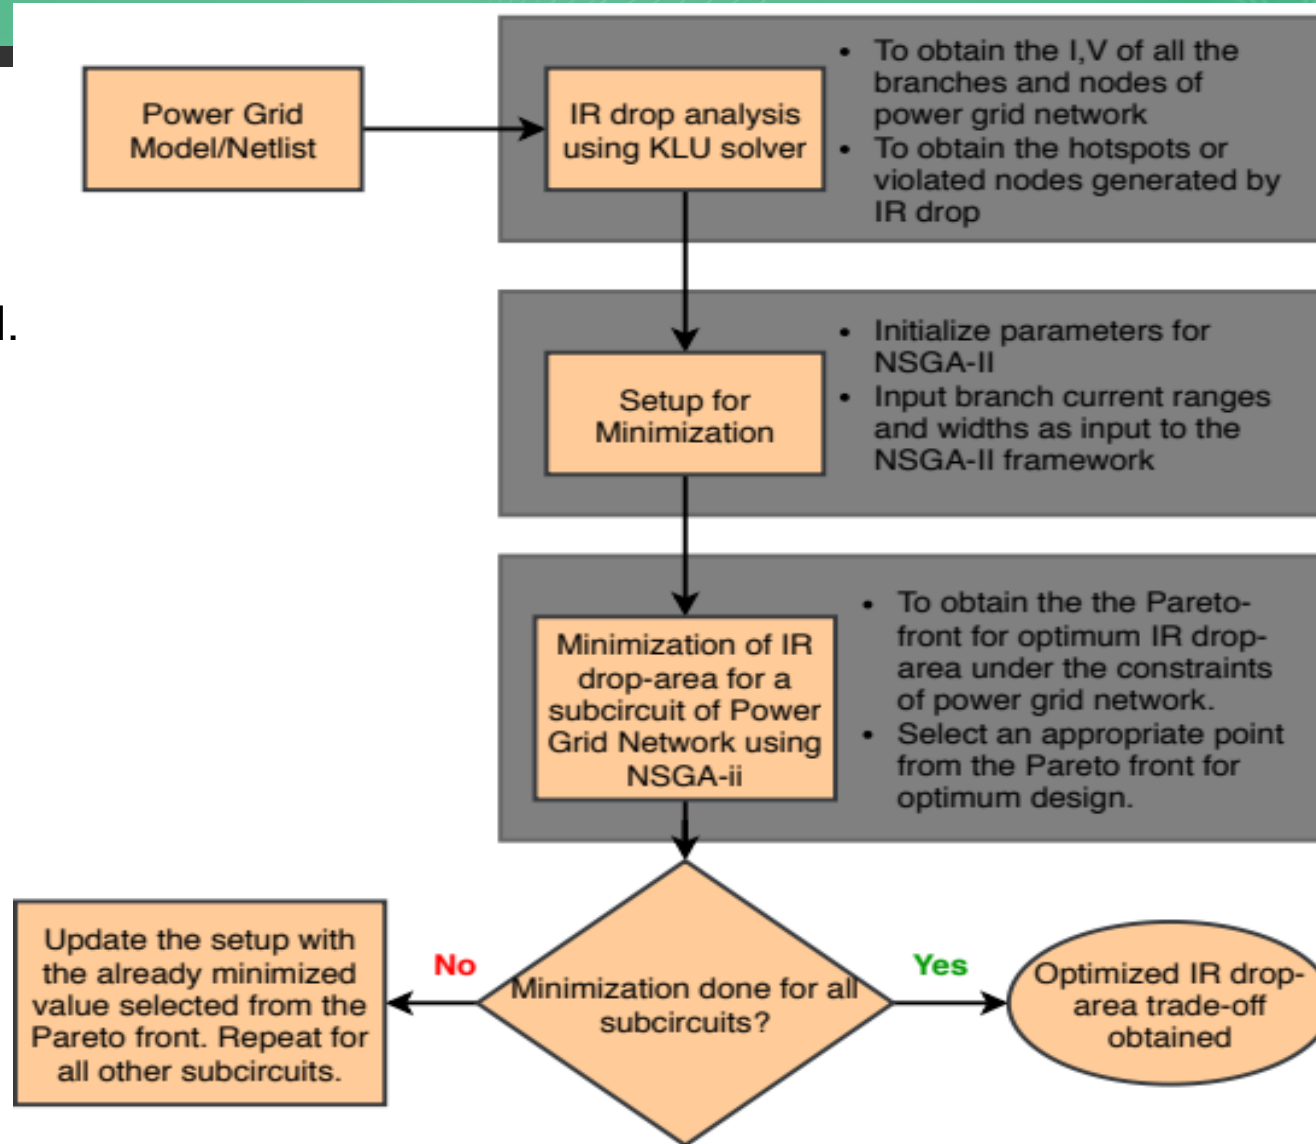 Power Grid
Model/Netlist
IR drop analysis
using KLU solver
• To obtain the I,V of all the
branches and nodes of
power grid network
• To obtain the hotspots or
violated nodes generated by
IR drop
Setup for
Minimization
• Initialize parameters for
NSGA-II
• Input branch current ranges
and widths as input to the
NSGA-II framework
Minimization of IR
drop-area for a
subcircuit of Power
Grid Network using
NSGA-ii
• To obtain the the Pareto-
front for optimum IR drop-
area under the constraints
of power grid network.
• Select an appropriate point
from the Pareto front for
optimum design.
Update the setup with
the already minimized
value selected from the
Pareto front. Repeat for
all other subcircuits.
No
Minimization done for all
subcircuits?
Yes
Optimized IR drop-
area trade-off
obtained